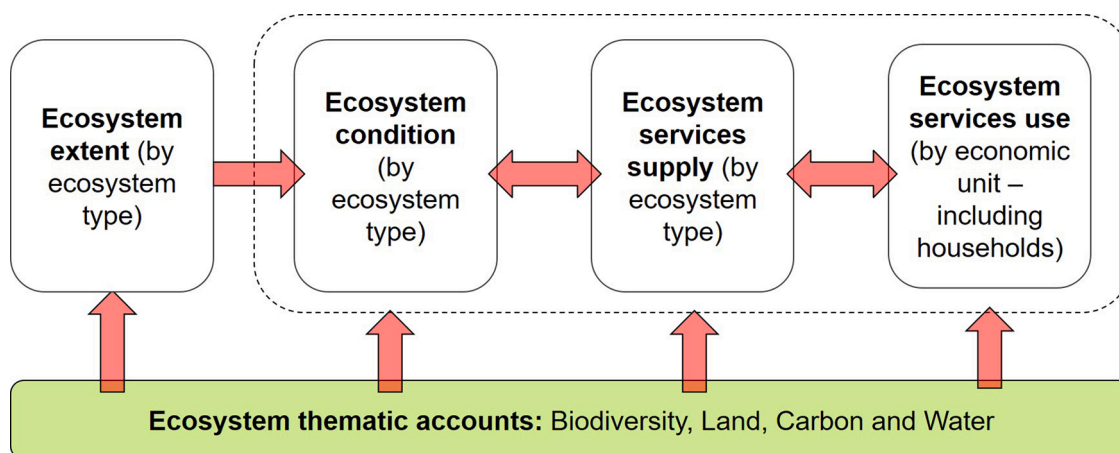 Ecosystem
extent (by
ecosystem
type)
Ecosystem
condition
(by
ecosystem
type)
Ecosystem
services
supply (by
ecosystem
type)
Ecosystem
services use
(by economic
unit –
including
households)
Ecosystem thematic accounts: Biodiversity, Land, Carbon and Water